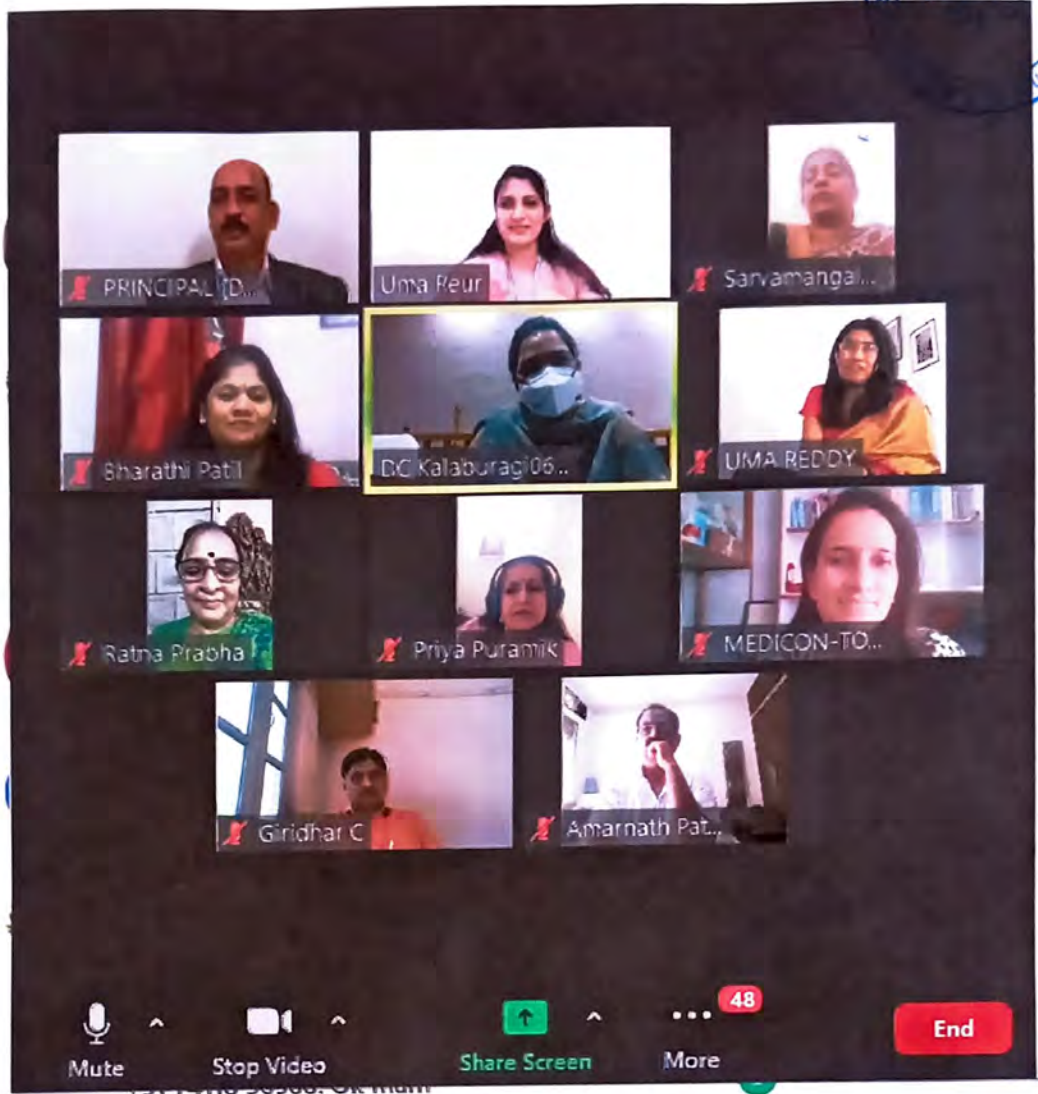 PRINCIPAL (D...
Uma Reur
Sarvamangal...
Bharathi Patil
DC Kalaburagi06...
UMA REDDY
Ratna Prabha
Priya Puramik
MEDICON-TO...
Giridhar C
Amarnath Pat...
48
Mute
Stop Video
Share Screen
More
End